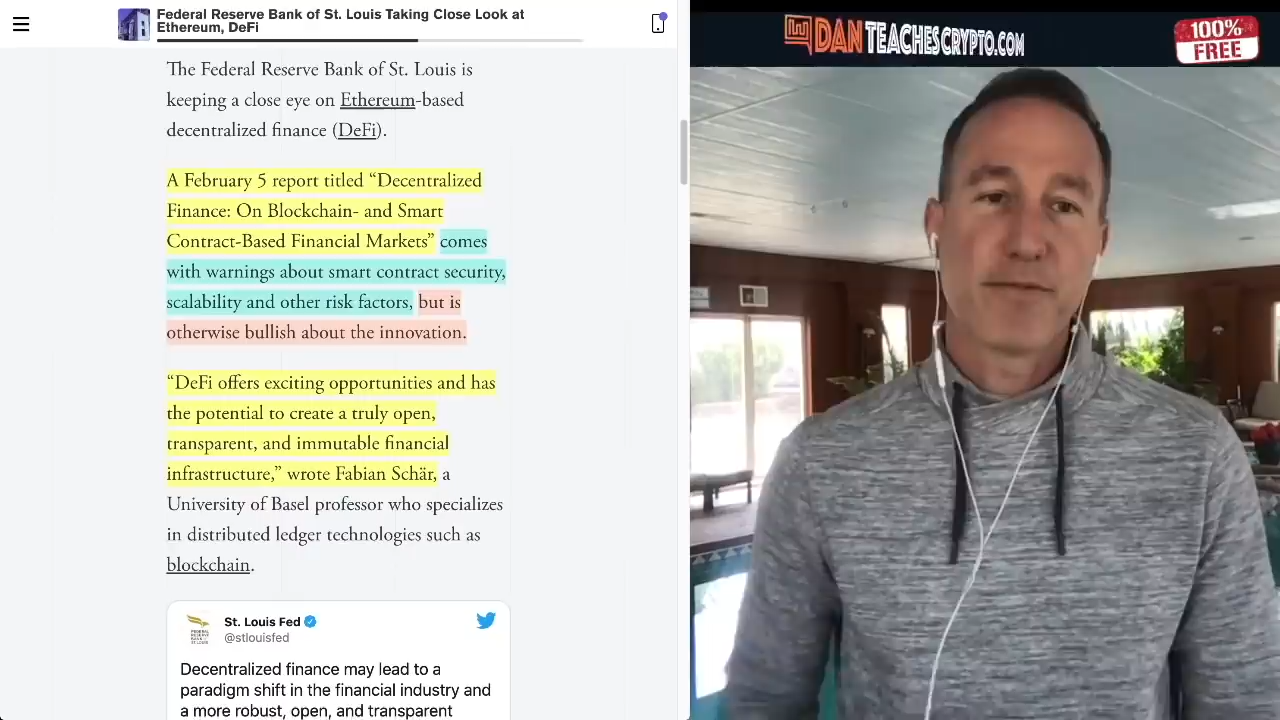 Federal Reserve Bank of St. Louis Taking Close Look at
Ethereum, DeFi
The Federal Reserve Bank of St. Louis is
keeping a close eye on Ethereum-based
decentralized finance (DeFi).
A February 5 report titled “Decentralized
Finance: On Blockchain- and Smart
Contract-Based Financial Markets” comes
with warnings about smart contract security,
scalability and other risk factors, but is
otherwise bullish about the innovation.
“DeFi offers exciting opportunities and has
the potential to create a truly open,
transparent, and immutable financial
infrastructure,” wrote Fabian Schär, a
University of Basel professor who specializes
in distributed ledger technologies such as
blockchain.
St. Louis Fed
@stlouisfed
FEDERAL
RESERVE
BANK of
ST. LOUIS
Decentralized finance may lead to a
paradigm shift in the financial industry and
a more robust, open, and transparent
DANTEACHESCRYPTO.COM
100%
FREE